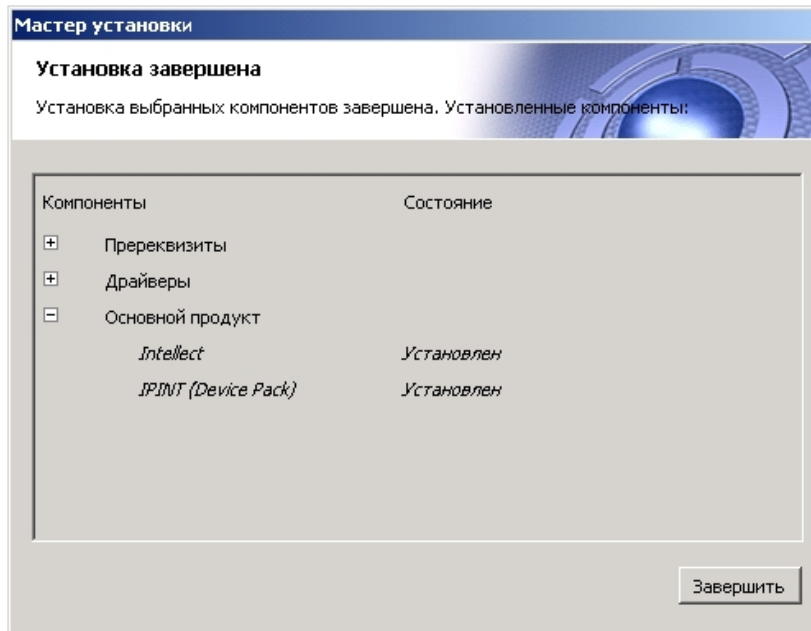 Мастер установки
Установка завершена
Установка выбранных компонентов завершена. Установленные компоненты:
Компоненты Состояние
Пререквизиты
Драйверы
Основной продукт
Intellect Установлен
IPINT (Device Pack) Установлен
Завершить